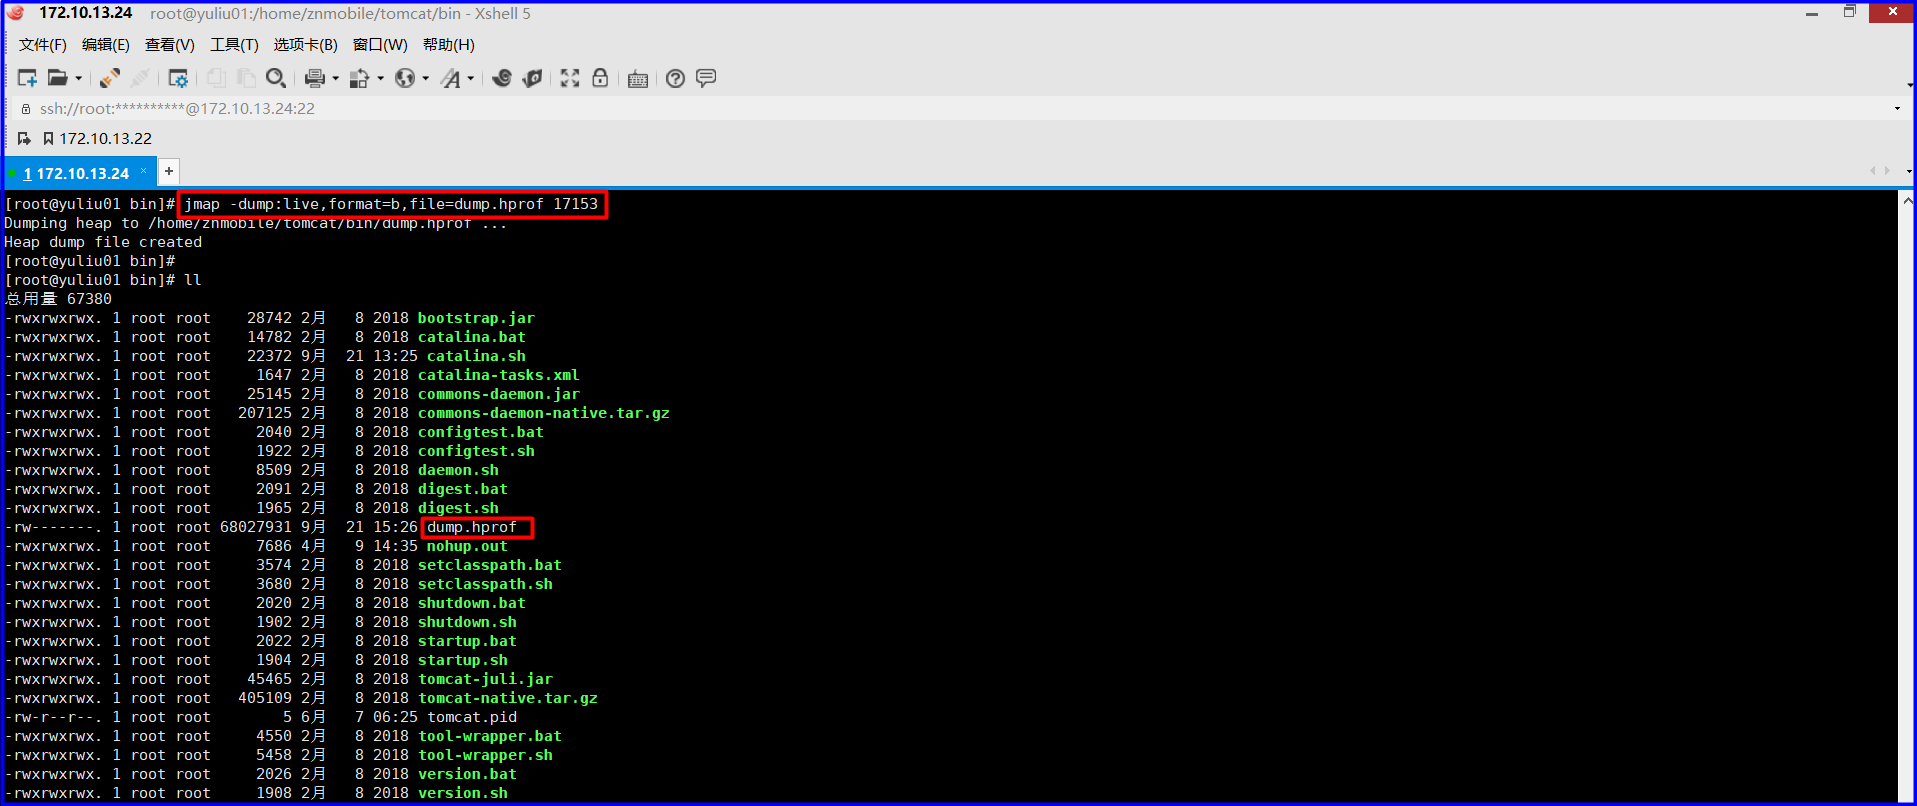 172.10.13.24 root@yuliu01:/home/znmobile/tomcat/bin - Xshell 5
文件(F) 编辑(E) 查看(V) 工具(T) 选项卡(B) 窗口(W) 帮助(H)
ssh://root:**********@172.10.13.24:22
172.10.13.22
1 172.10.13.24 × +
[root@yuliu01 bin]# jmap -dump:live,format=b,file=dump.hprof 17153
Dumping heap to /home/znmobile/tomcat/bin/dump.hprof ...
Heap dump file created
[root@yuliu01 bin]#
[root@yuliu01 bin]# ll
总用量 67380
-rwxrwxrwx. 1 root root    28742 2月   8 2018 bootstrap.jar
-rwxrwxrwx. 1 root root    14782 2月   8 2018 catalina.bat
-rwxrwxrwx. 1 root root    22372 9月  21 13:25 catalina.sh
-rwxrwxrwx. 1 root root     1647 2月   8 2018 catalina-tasks.xml
-rwxrwxrwx. 1 root root    25145 2月   8 2018 commons-daemon.jar
-rwxrwxrwx. 1 root root   207125 2月   8 2018 commons-daemon-native.tar.gz
-rwxrwxrwx. 1 root root     2040 2月   8 2018 configtest.bat
-rwxrwxrwx. 1 root root     1922 2月   8 2018 configtest.sh
-rwxrwxrwx. 1 root root     8509 2月   8 2018 daemon.sh
-rwxrwxrwx. 1 root root     2091 2月   8 2018 digest.bat
-rwxrwxrwx. 1 root root     1965 2月   8 2018 digest.sh
-rw-------. 1 root root 68027931 9月  21 15:26 dump.hprof
-rwxrwxrwx. 1 root root     7686 4月   9 14:35 nohup.out
-rwxrwxrwx. 1 root root     3574 2月   8 2018 setclasspath.bat
-rwxrwxrwx. 1 root root     3680 2月   8 2018 setclasspath.sh
-rwxrwxrwx. 1 root root     2020 2月   8 2018 shutdown.bat
-rwxrwxrwx. 1 root root     1902 2月   8 2018 shutdown.sh
-rwxrwxrwx. 1 root root     2022 2月   8 2018 startup.bat
-rwxrwxrwx. 1 root root     1904 2月   8 2018 startup.sh
-rwxrwxrwx. 1 root root    45465 2月   8 2018 tomcat-juli.jar
-rwxrwxrwx. 1 root root   405109 2月   8 2018 tomcat-native.tar.gz
-rw-r--r--. 1 root root        5 6月   7 06:25 tomcat.pid
-rwxrwxrwx. 1 root root     4550 2月   8 2018 tool-wrapper.bat
-rwxrwxrwx. 1 root root     5458 2月   8 2018 tool-wrapper.sh
-rwxrwxrwx. 1 root root     2026 2月   8 2018 version.bat
-rwxrwxrwx. 1 root root     1908 2月   8 2018 version.sh